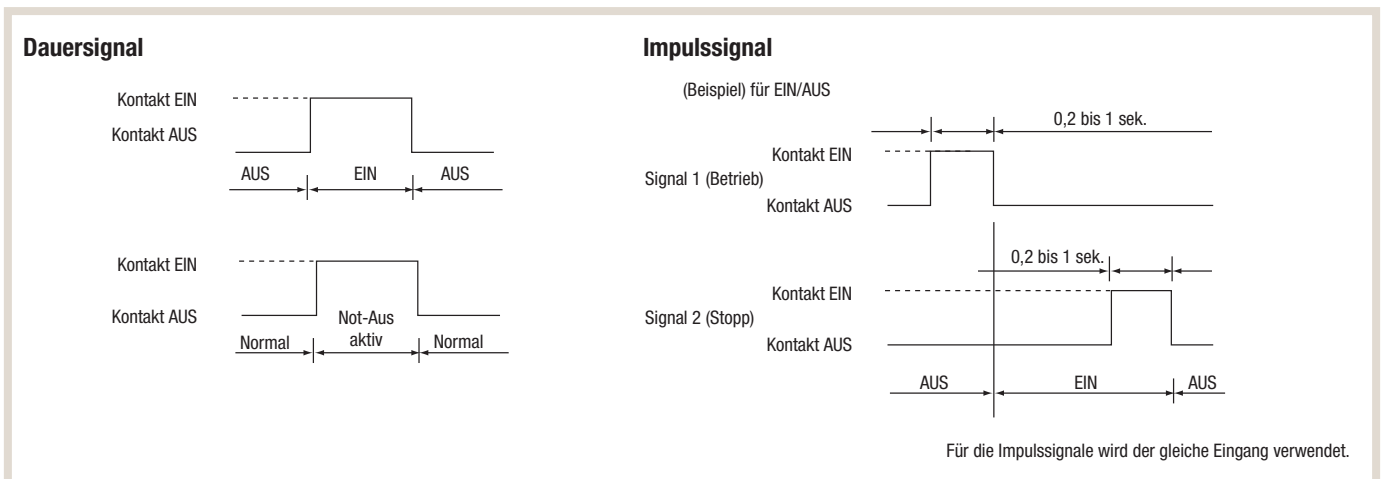 Dauersignal
Kontakt EIN
Kontakt AUS
AUS EIN AUS
Kontakt EIN
Kontakt AUS
Normal Not-Aus aktiv Normal
Impulssignal
(Beispiel) für EIN/AUS
0,2 bis 1 sek.
Kontakt EIN
Signal 1 (Betrieb)
Kontakt AUS
0,2 bis 1 sek.
Kontakt EIN
Signal 2 (Stopp)
Kontakt AUS
AUS EIN AUS
Für die Impulssignale wird der gleiche Eingang verwendet.